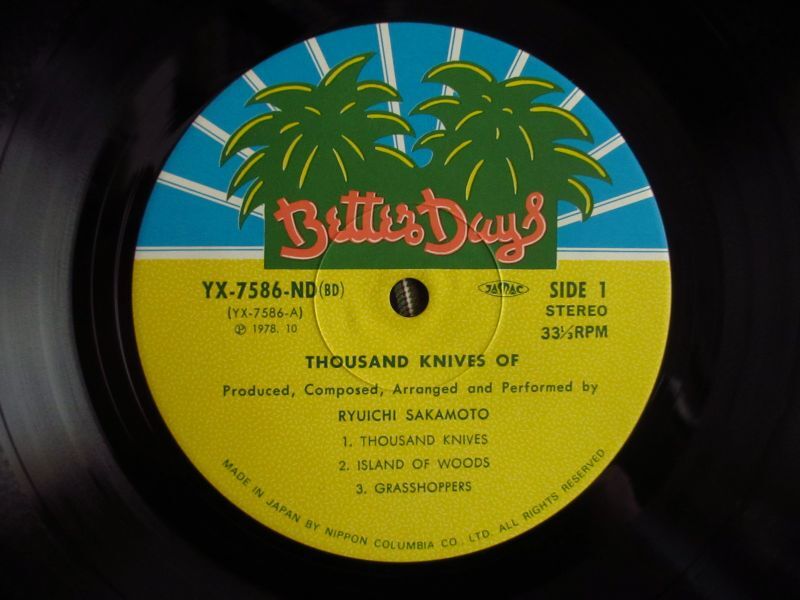 Better Days
YX-7586-ND(BD)
(YX-7586-A)
Ⓟ 1978. 10
JASRAC
SIDE 1
STEREO
33⅓RPM
THOUSAND KNIVES OF
Produced, Composed, Arranged and Performed by
RYUICHI SAKAMOTO
1. THOUSAND KNIVES
2. ISLAND OF WOODS
3. GRASSHOPPERS
MADE IN JAPAN BY NIPPON COLUMBIA CO., LTD. ALL RIGHTS RESERVED